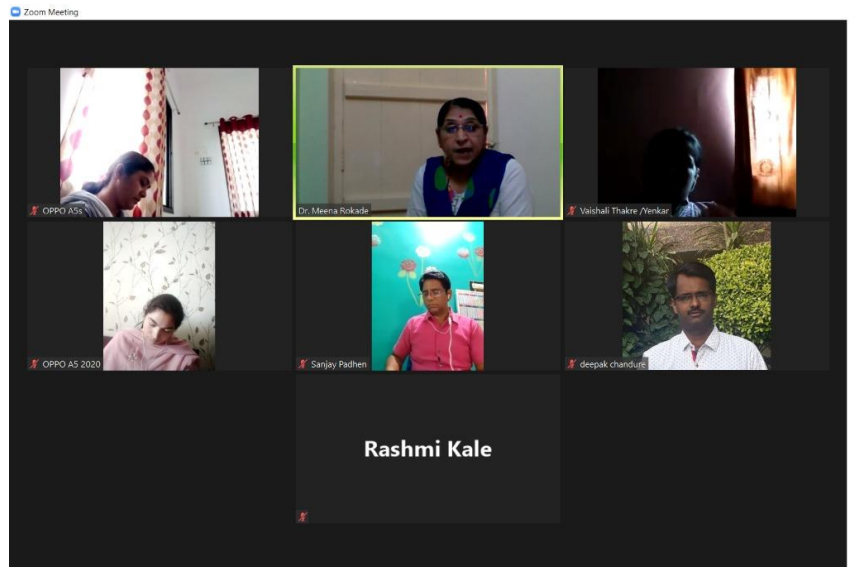 Zoom Meeting
OPPO A5s
Dr. Meena Rokade
Vaishali Thakre /Yenkar
OPPO A5 2020
Sanjay Padhen
deepak chandure
Rashmi Kale